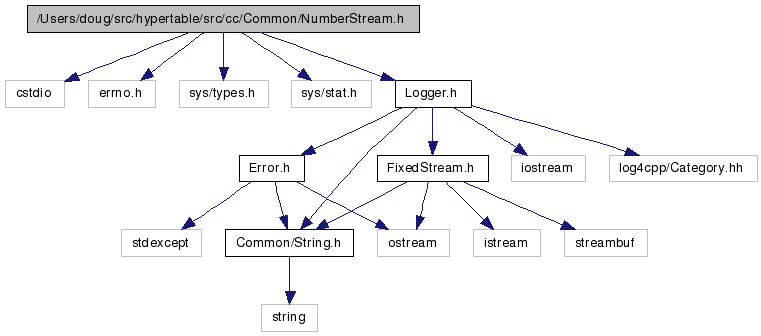 /Users/doug/src/hypertable/src/cc/Common/NumberStream.h
cstdio
errno.h
sys/types.h
sys/stat.h
Logger.h
Error.h
FixedStream.h
iostream
log4cpp/Category.hh
stdexcept
Common/String.h
ostream
istream
streambuf
string